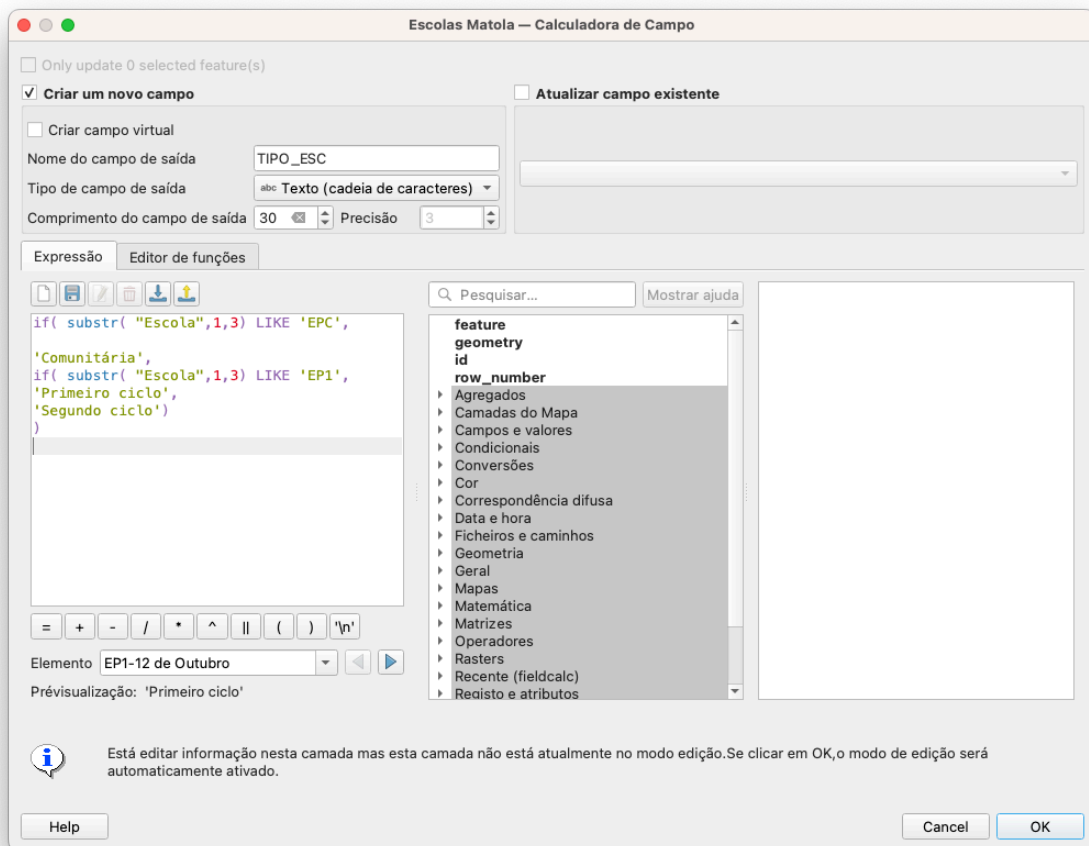 Escolas Matola — Calculadora de Campo
Only update 0 selected feature(s)
Criar um novo campo
Atualizar campo existente
Criar campo virtual
Nome do campo de saída TIPO_ESC
Tipo de campo de saída abc Texto (cadeia de caracteres)
Comprimento do campo de saída 30 Precisão 3
Expressão Editor de funções
Pesquisar... Mostrar ajuda
if( substr( "Escola",1,3) LIKE 'EPC',
'Comunitária',
if( substr( "Escola",1,3) LIKE 'EP1',
'Primeiro ciclo',
'Segundo ciclo')
)
= + - / * ^ || ( ) '\n'
Elemento EP1-12 de Outubro
Prévisualização: 'Primeiro ciclo'
feature
geometry
id
row_number
Agregados
Camadas do Mapa
Campos e valores
Condicionais
Conversões
Cor
Correspondência difusa
Data e hora
Ficheiros e caminhos
Geometria
Geral
Mapas
Matemática
Matrizes
Operadores
Rasters
Recente (fieldcalc)
Registo e atributos
Está editar informação nesta camada mas esta camada não está atualmente no modo edição.Se clicar em OK,o modo de edição será
automaticamente ativado.
Help Cancel OK